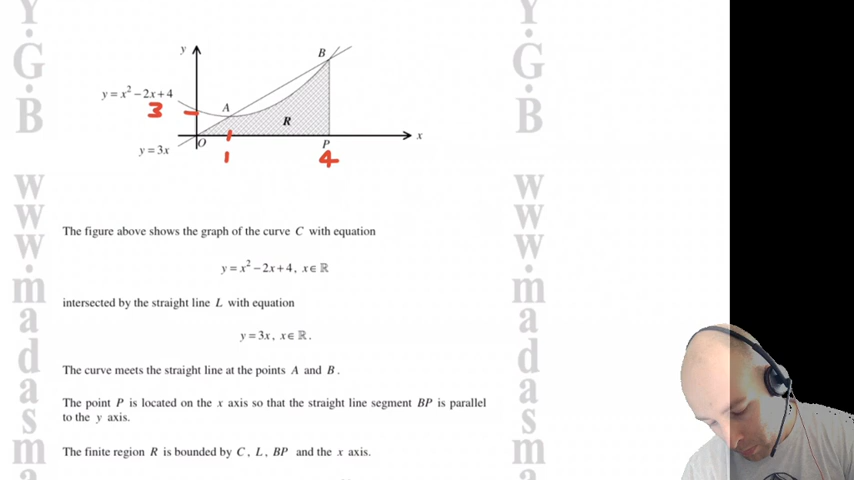 Y.G.B
Y.G.B
y
B
y = x² − 2x + 4
3
A
R
O
x
y = 3x
P
1
4
www.madasm
www.madasm
The figure above shows the graph of the curve C with equation
y = x² − 2x + 4, x ∈ ℝ
intersected by the straight line L with equation
y = 3x, x ∈ ℝ.
The curve meets the straight line at the points A and B.
The point P is located on the x axis so that the straight line segment BP is parallel
to the y axis.
The finite region R is bounded by C, L, BP and the x axis.